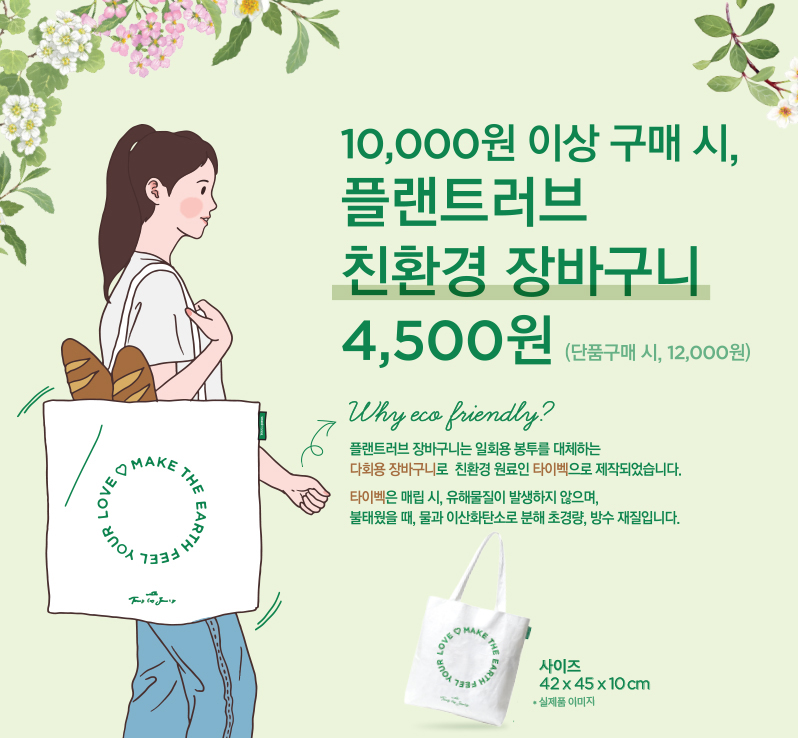 10,000원 이상 구매 시,
플랜트러브
친환경 장바구니
4,500원 (단품구매 시, 12,000원)
Why eco friendly?
플랜트러브 장바구니는 일회용 봉투를 대체하는
다회용 장바구니로 친환경 원료인 타이벡으로 제작되었습니다.
타이벡은 매립 시, 유해물질이 발생하지 않으며,
불태웠을 때, 물과 이산화탄소로 분해 초경량, 방수 재질입니다.
MAKE THE EARTH FEEL YOUR LOVE
MAKE THE EARTH FEEL YOUR LOVE
사이즈
42 x 45 x 10 cm
* 실제품 이미지